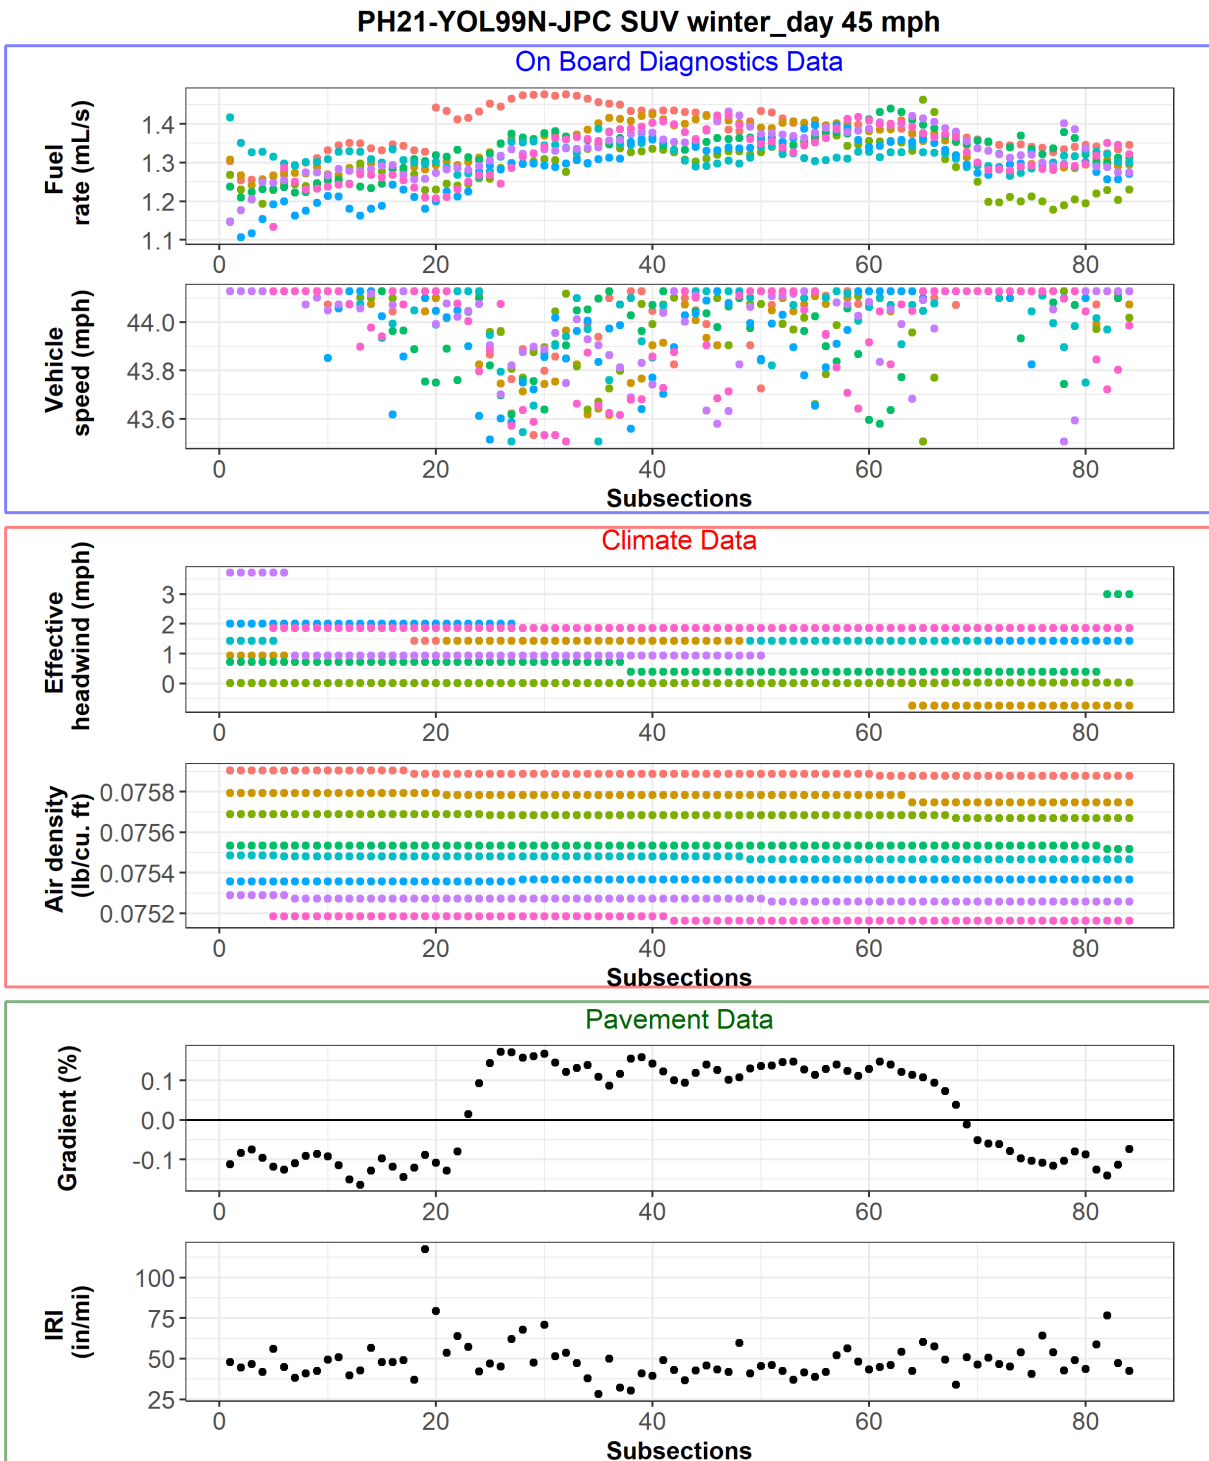 PH21-YOL99N-JPC SUV winter_day 45 mph
On Board Diagnostics Data
Fuel
rate (mL/s)
1.4
1.3
1.2
1.1
0 20 40 60 80
Vehicle
speed (mph)
44.0
43.8
43.6
0 20 40 60 80
Subsections
Climate Data
Effective
headwind (mph)
3
2
1
0
0 20 40 60 80
Air density
(lb/cu. ft)
0.0758
0.0756
0.0754
0.0752
0 20 40 60 80
Subsections
Pavement Data
Gradient (%)
0.1
0.0
-0.1
0 20 40 60 80
IRI
(in/mi)
100
75
50
25
0 20 40 60 80
Subsections